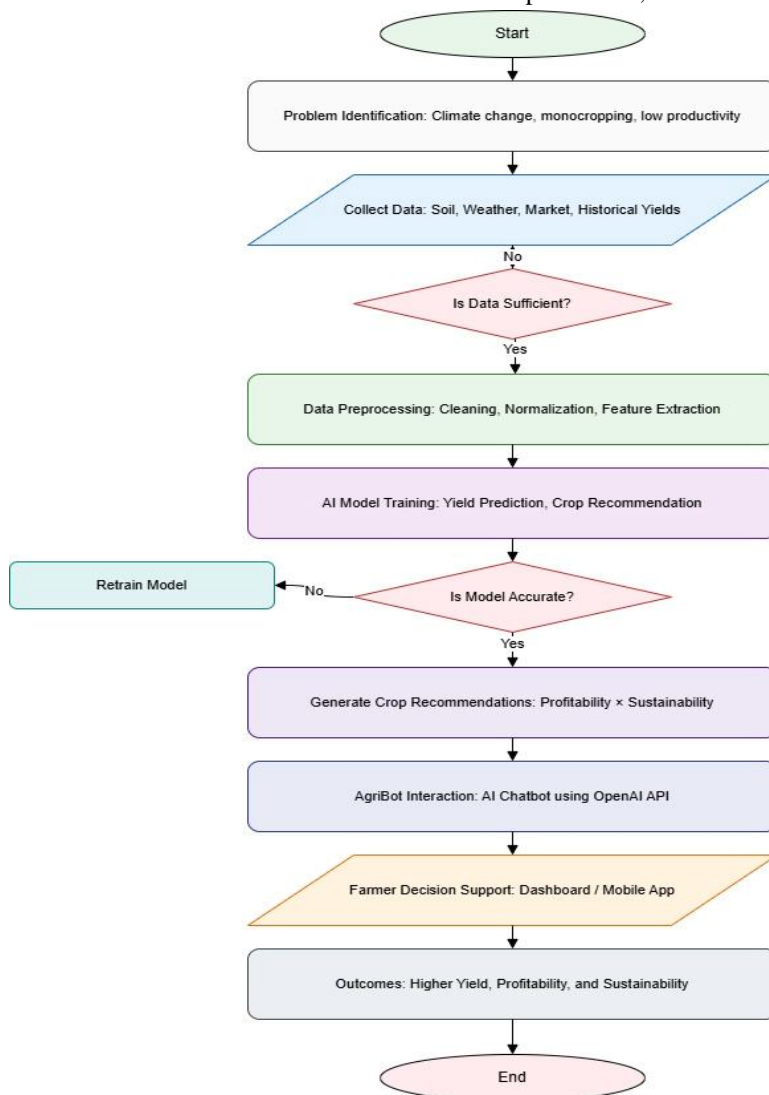 Start
Problem Identification: Climate change, monocropping, low productivity
Collect Data: Soil, Weather, Market, Historical Yields
No
Is Data Sufficient?
Yes
Data Preprocessing: Cleaning, Normalization, Feature Extraction
AI Model Training: Yield Prediction, Crop Recommendation
Retrain Model
No
Is Model Accurate?
Yes
Generate Crop Recommendations: Profitability × Sustainability
AgriBot Interaction: AI Chatbot using OpenAI API
Farmer Decision Support: Dashboard / Mobile App
Outcomes: Higher Yield, Profitability, and Sustainability
End